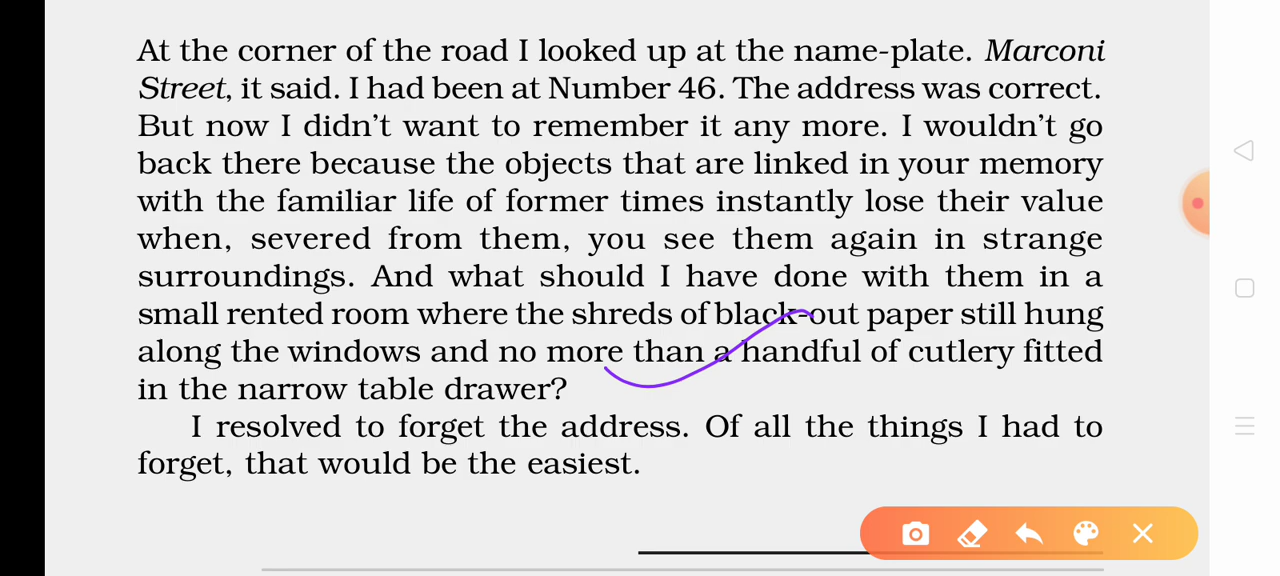 At the corner of the road I looked up at the name-plate. Marconi
Street, it said. I had been at Number 46. The address was correct.
But now I didn't want to remember it any more. I wouldn't go
back there because the objects that are linked in your memory
with the familiar life of former times instantly lose their value
when, severed from them, you see them again in strange
surroundings. And what should I have done with them in a
small rented room where the shreds of black-out paper still hung
along the windows and no more than a handful of cutlery fitted
in the narrow table drawer?
I resolved to forget the address. Of all the things I had to
forget, that would be the easiest.